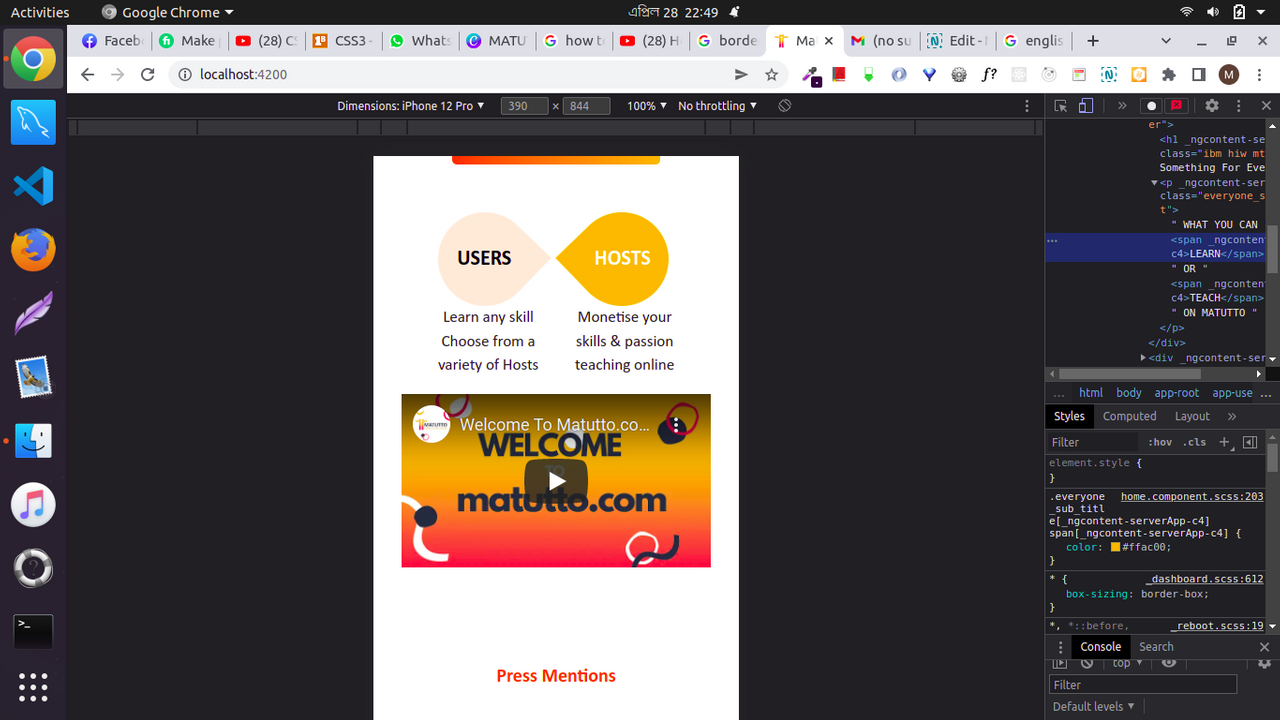 Activities
Google Chrome
এপ্রিল 28 22:49
Faceb
Make
(28) CS
CSS3 -
Whats
MATU
how to
(28) H
borde
Ma
(no su
Edit - N
englis
localhost:4200
M
Dimensions: iPhone 12 Pro
390 × 844
100%
No throttling
USERS
HOSTS
Learn any skill
Choose from a
variety of Hosts
Monetise your
skills & passion
teaching online
MATUTTO
Welcome To Matutto.co...
WELCOME
TO
matutto.com
Press Mentions
er">
<h1 _ngcontent-se
class="ibm hiw mt
Something For Eve
<p _ngcontent-ser
class="everyone_s
t">
" WHAT YOU CAN
<span _ngconten
c4>LEARN</span>
" OR "
<span _ngconten
c4>TEACH</span>
" ON MATUTTO "
</p>
</div>
<div _ngcontent-ser
... html body app-root app-use ...
Styles Computed Layout »
Filter :hov .cls +
element.style {
}
.everyone home.component.scss:203
_sub_titl
e[_ngcontent-serverApp-c4]
span[_ngcontent-serverApp-c4] {
color: #ffac00;
}
* { _dashboard.scss:612
box-sizing: border-box;
}
*, *::before, _reboot.scss:19
Console Search
top
Filter
Default levels